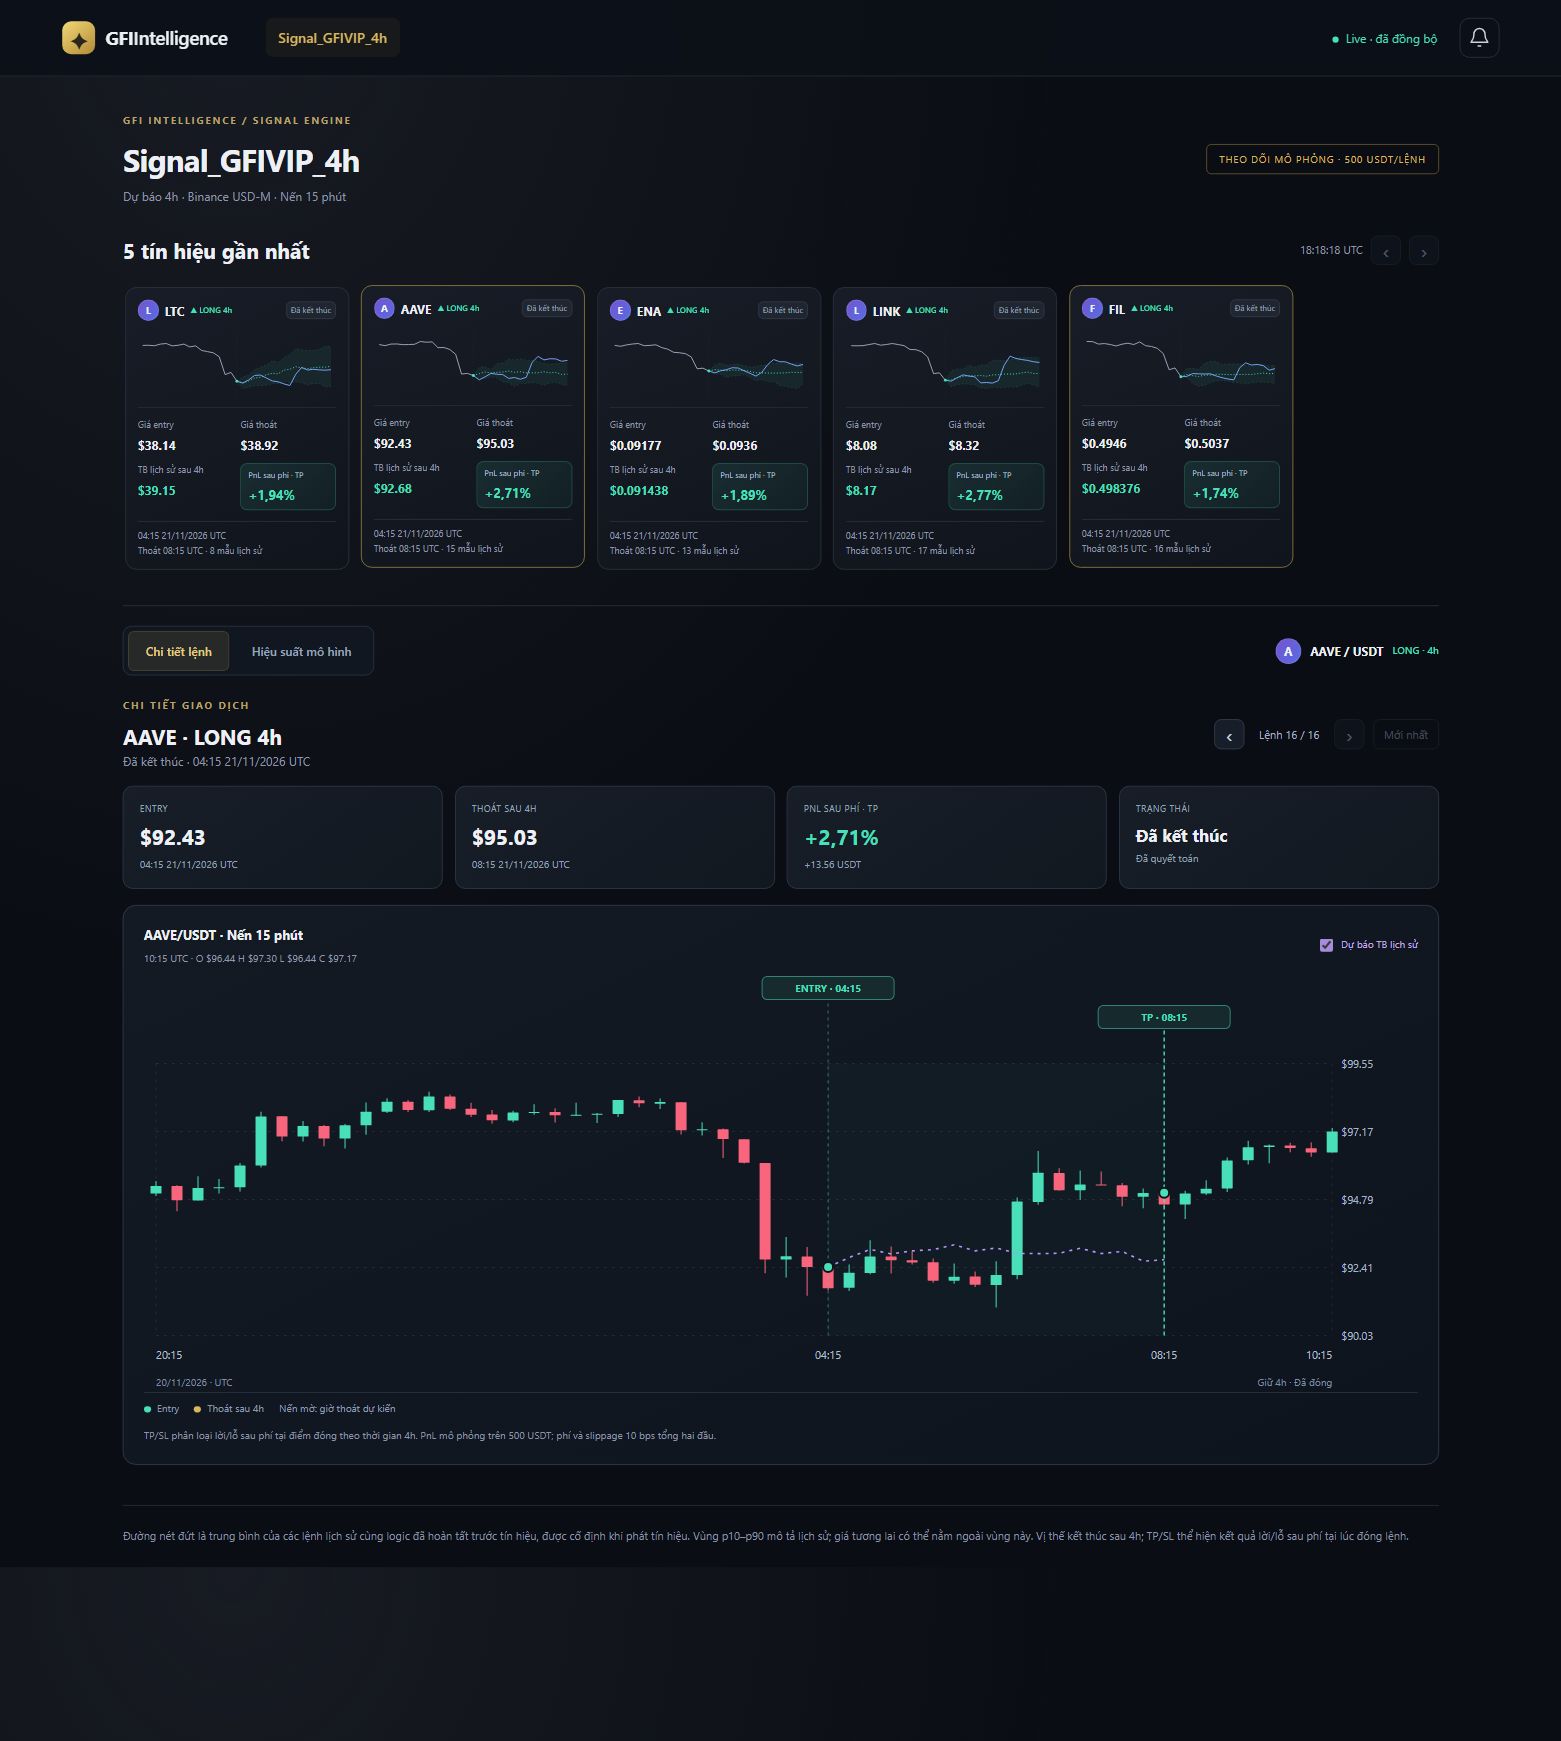 GFIIntelligence
Signal_GFIVIP_4h
Live · đã đồng bộ
GFI INTELLIGENCE / SIGNAL ENGINE
Signal_GFIVIP_4h
THEO DÕI MÔ PHỎNG · 500 USDT/LỆNH
Dự báo 4h · Binance USD-M · Nến 15 phút
5 tín hiệu gần nhất
18:18:18 UTC
L LTC ▲ LONG 4h Đã kết thúc
Giá entry Giá thoát
$38.14 $38.92
TB lịch sử sau 4h PnL sau phí · TP
$39.15 +1,94%
04:15 21/11/2026 UTC
Thoát 08:15 UTC · 8 mẫu lịch sử
A AAVE ▲ LONG 4h Đã kết thúc
Giá entry Giá thoát
$92.43 $95.03
TB lịch sử sau 4h PnL sau phí · TP
$92.68 +2,71%
04:15 21/11/2026 UTC
Thoát 08:15 UTC · 15 mẫu lịch sử
E ENA ▲ LONG 4h Đã kết thúc
Giá entry Giá thoát
$0.09177 $0.0936
TB lịch sử sau 4h PnL sau phí · TP
$0.091438 +1,89%
04:15 21/11/2026 UTC
Thoát 08:15 UTC · 13 mẫu lịch sử
L LINK ▲ LONG 4h Đã kết thúc
Giá entry Giá thoát
$8.08 $8.32
TB lịch sử sau 4h PnL sau phí · TP
$8.17 +2,77%
04:15 21/11/2026 UTC
Thoát 08:15 UTC · 17 mẫu lịch sử
F FIL ▲ LONG 4h Đã kết thúc
Giá entry Giá thoát
$0.4946 $0.5037
TB lịch sử sau 4h PnL sau phí · TP
$0.498376 +1,74%
04:15 21/11/2026 UTC
Thoát 08:15 UTC · 16 mẫu lịch sử
Chi tiết lệnh Hiệu suất mô hình
A AAVE / USDT LONG · 4h
CHI TIẾT GIAO DỊCH
AAVE · LONG 4h
‹ Lệnh 16 / 16 › Mới nhất
Đã kết thúc · 04:15 21/11/2026 UTC
ENTRY
$92.43
04:15 21/11/2026 UTC
THOÁT SAU 4H
$95.03
08:15 21/11/2026 UTC
PNL SAU PHÍ · TP
+2,71%
+13.56 USDT
TRẠNG THÁI
Đã kết thúc
Đã quyết toán
AAVE/USDT · Nến 15 phút
10:15 UTC · O $96.44 H $97.30 L $96.44 C $97.17
Dự báo TB lịch sử
ENTRY · 04:15
TP · 08:15
$99.55
$97.17
$94.79
$92.41
$90.03
20:15 04:15 08:15 10:15
20/11/2026 · UTC Giữ 4h · Đã đóng
Entry Thoát sau 4h Nến mờ: giờ thoát dự kiến
TP/SL phân loại lời/lỗ sau phí tại điểm đóng theo thời gian 4h. PnL mô phỏng trên 500 USDT; phí và slippage 10 bps tổng hai đầu.
Đường nét đứt là trung bình của các lệnh lịch sử cùng logic đã hoàn tất trước tín hiệu, được cố định khi phát tín hiệu. Vùng p10–p90 mô tả lịch sử; giá tương lai có thể nằm ngoài vùng này. Vị thế kết thúc sau 4h; TP/SL thể hiện kết quả lời/lỗ sau phí tại lúc đóng lệnh.